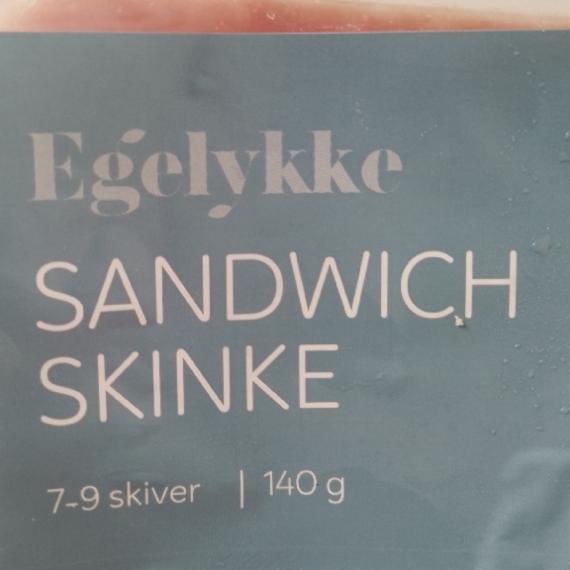 Egelykke
SANDWICH
SKINKE
7-9 skiver | 140 g